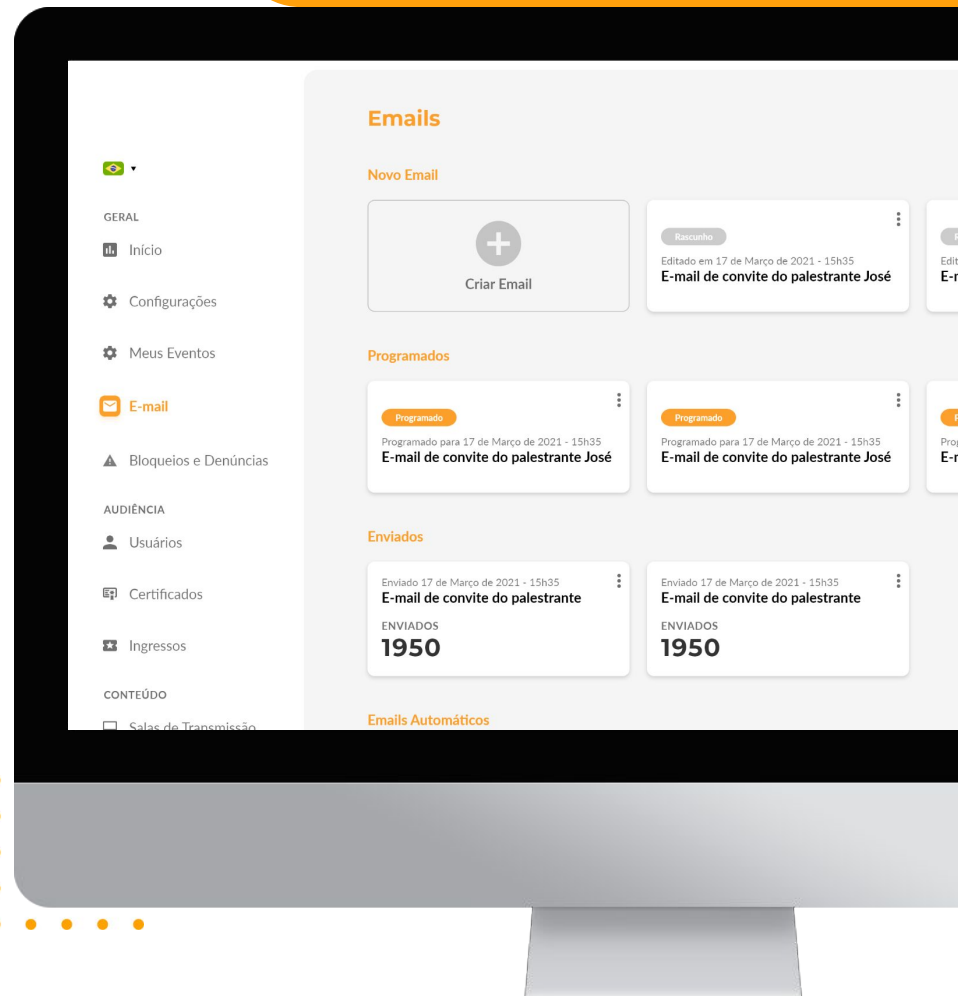 Emails
Novo Email
GERAL
Início
Configurações
Meus Eventos
E-mail
Bloqueios e Denúncias
AUDIÊNCIA
Usuários
Certificados
Ingressos
CONTEÚDO
Salas de Transmissão
Criar Email
Rascunho
Editado em 17 de Março de 2021 - 15h35
E-mail de convite do palestrante José
Programados
Programado
Programado para 17 de Março de 2021 - 15h35
E-mail de convite do palestrante José
Programado
Programado para 17 de Março de 2021 - 15h35
E-mail de convite do palestrante José
Enviados
Enviado 17 de Março de 2021 - 15h35
E-mail de convite do palestrante
ENVIADOS
1950
Enviado 17 de Março de 2021 - 15h35
E-mail de convite do palestrante
ENVIADOS
1950
Emails Automáticos